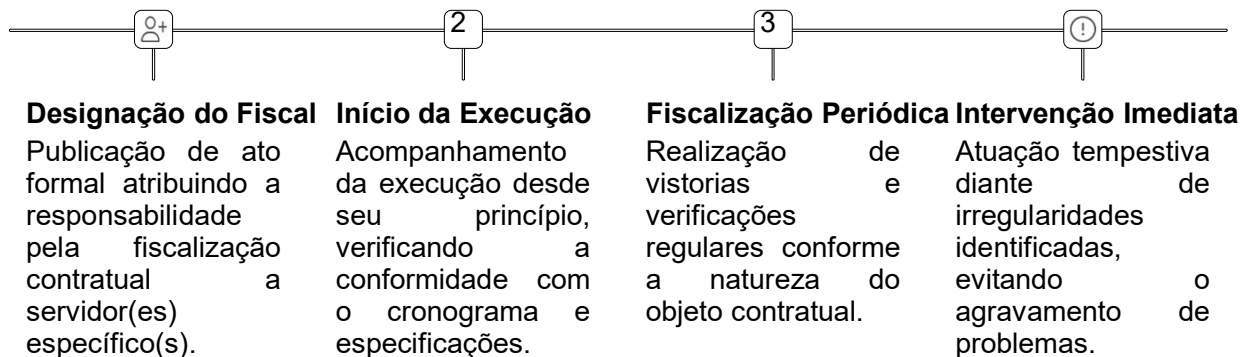 2
3
Designação do Fiscal
Publicação de ato
formal atribuindo a
responsabilidade
pela fiscalização
contratual a
servidor(es)
específico(s).
Início da Execução
Acompanhamento
da execução desde
seu princípio,
verificando a
conformidade com
o cronograma e
especificações.
Fiscalização Periódica
Realização de
vistorias e
verificações
regulares conforme
a natureza do
objeto contratual.
Intervenção Imediata
Atuação tempestiva
diante de
irregularidades
identificadas,
evitando o
agravamento de
problemas.